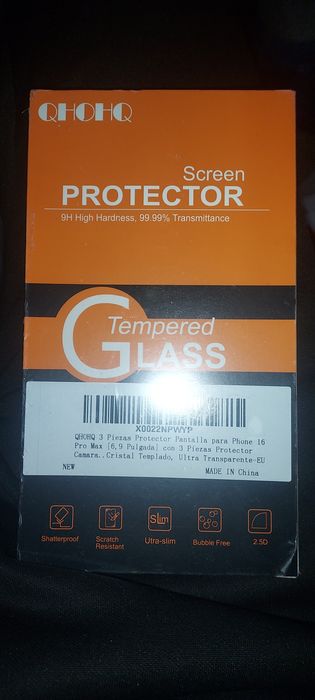 QHOHQ
Screen
PROTECTOR
9H High Hardness, 99.99% Transmittance
Tempered
GLASS
X0022NPWYP
QHOHQ 3 Piezas Protector Pantalla para Phone 16
Pro Max [6,9 Pulgada] con 3 Piezas Protector
Camara..Cristal Templado, Ultra Transparente-EU
NEW MADE IN China
Slim
Shatterproof Scratch Resistant Utra-slim Bubble Free 2.5D